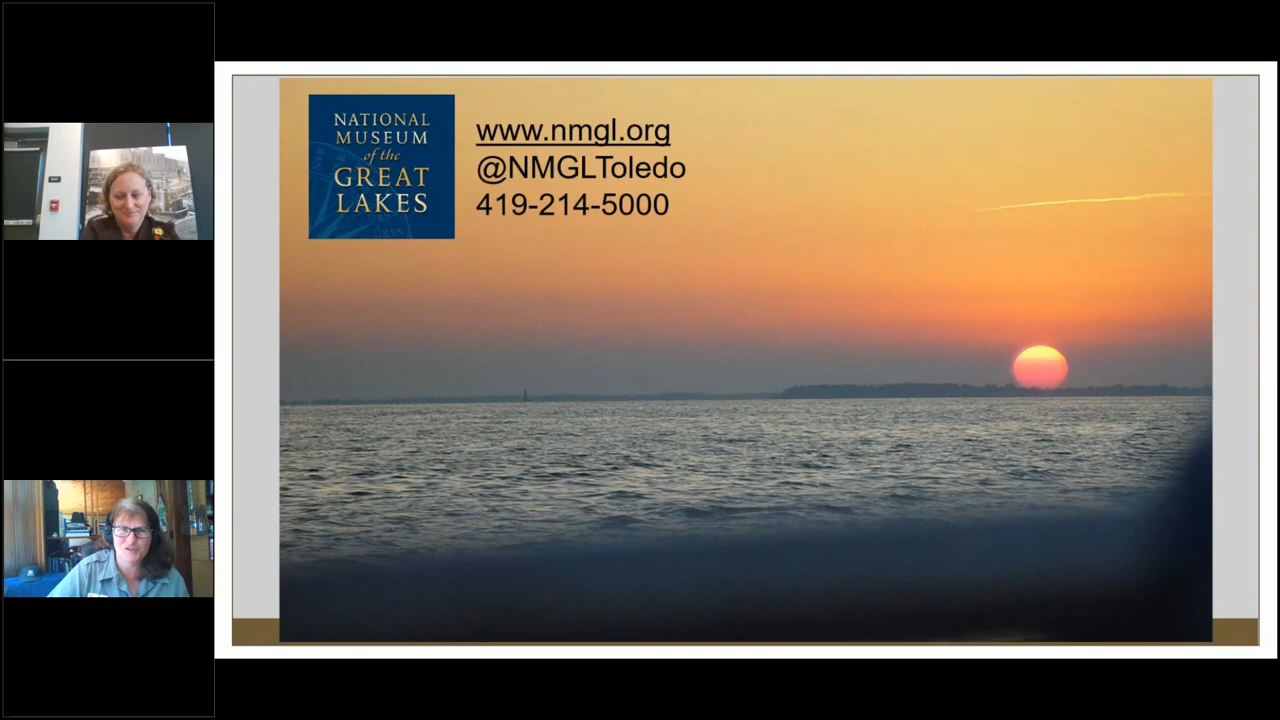 NATIONAL
MUSEUM
of the
GREAT
LAKES
www.nmgl.org
@NMGLToledo
419-214-5000